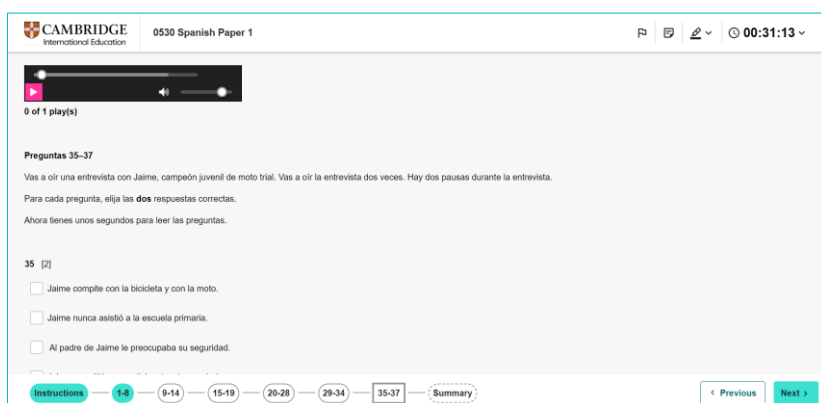 CAMBRIDGE
International Education
0530 Spanish Paper 1
00:31:13
0 of 1 play(s)
Preguntas 35–37
Vas a oír una entrevista con Jaime, campeón juvenil de moto trial. Vas a oír la entrevista dos veces. Hay dos pausas durante la entrevista.
Para cada pregunta, elija las dos respuestas correctas.
Ahora tienes unos segundos para leer las preguntas.
35 [2]
Jaime compite con la bicicleta y con la moto.
Jaime nunca asistió a la escuela primaria.
Al padre de Jaime le preocupaba su seguridad.
Instructions 1-8 9-14 15-19 20-28 29-34 35-37 Summary Previous Next